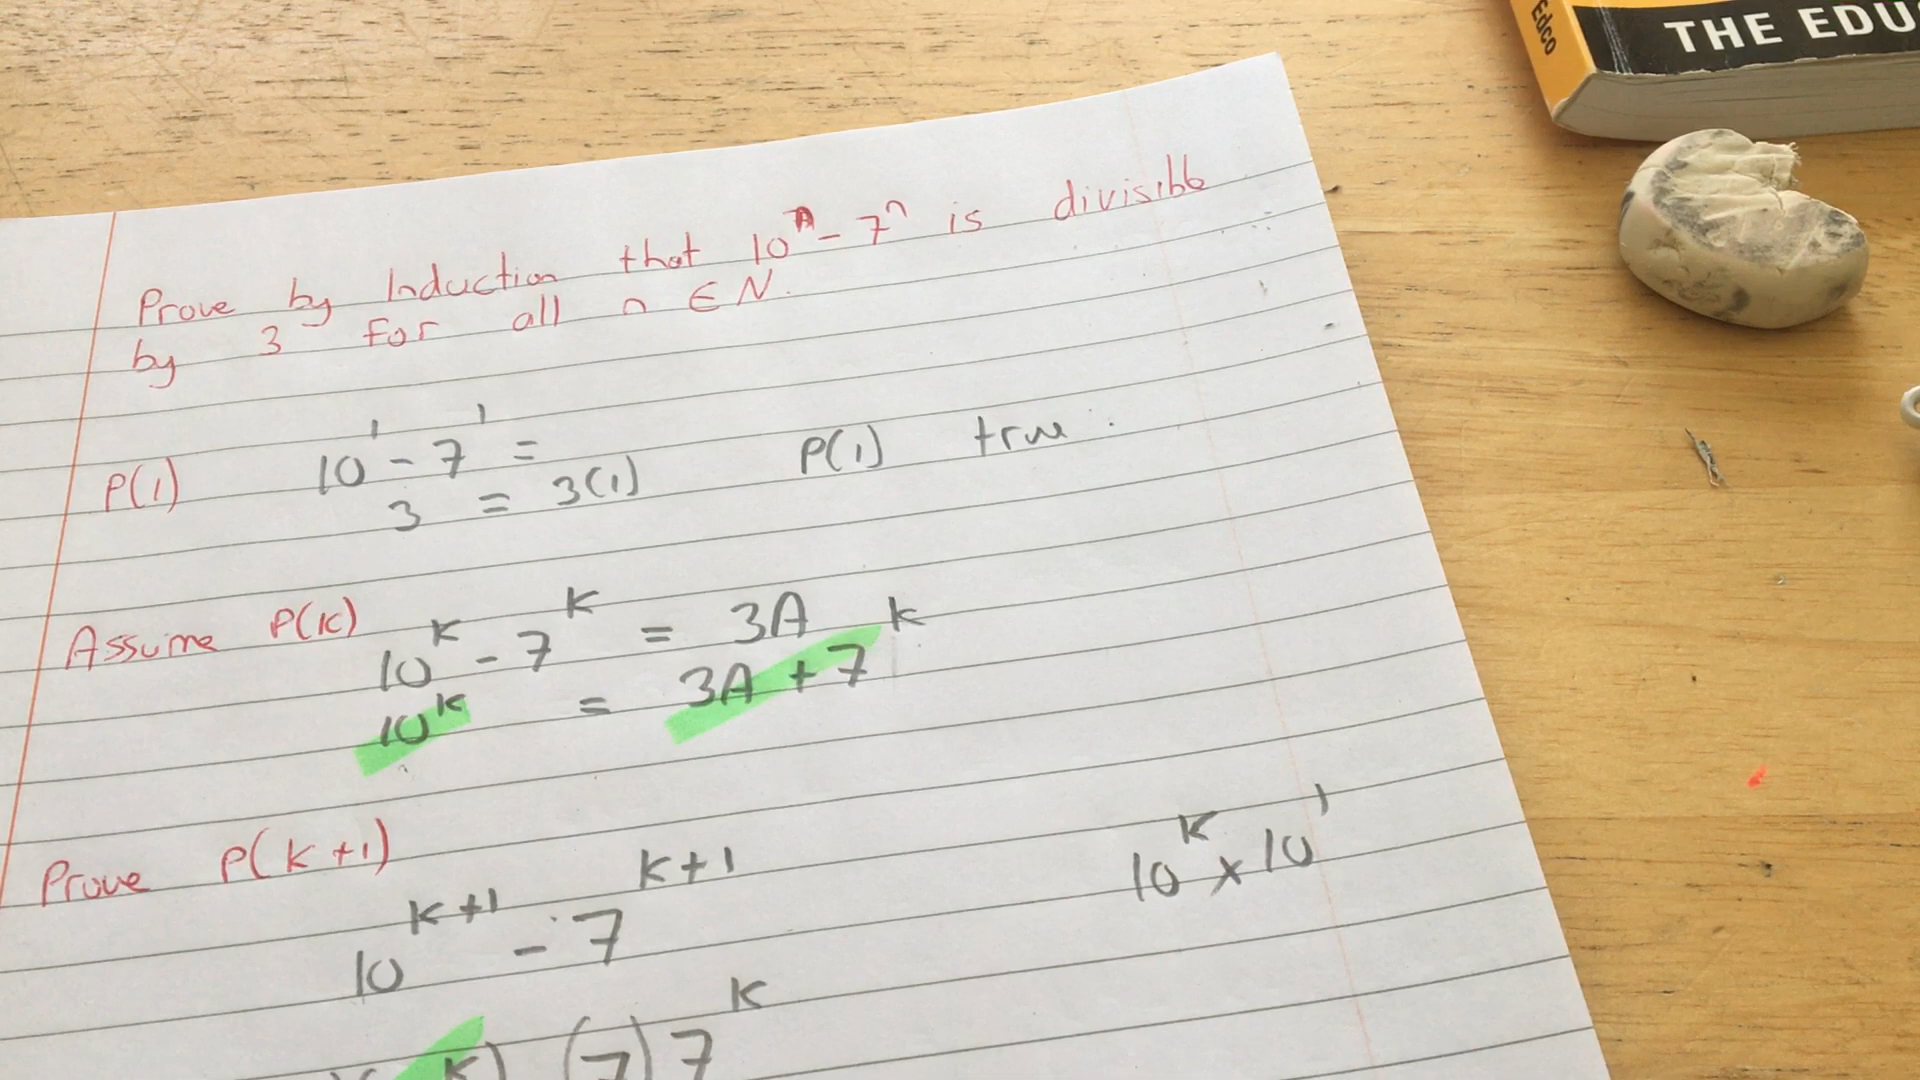 Edco
THE EDU
Prove by Induction that 10ⁿ - 7ⁿ is divisible
by 3 for all n ∈ N.
P(1) 10¹ - 7¹ =
3 = 3(1) P(1) true.
Assume P(K)
10ᴷ - 7ᴷ = 3A
10ᴷ = 3A + 7ᴷ
Prove P(K+1)
10ᴷ⁺¹ - 7ᴷ⁺¹ 10ᴷ x 10¹
K) (7)7ᴷ